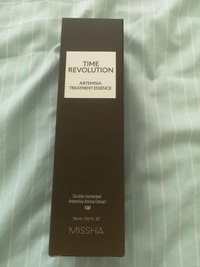 TIME
REVOLUTION
ARTEMISIA
TREATMENT ESSENCE
Double fermented
Artemisia Annua Extract
MISSHA